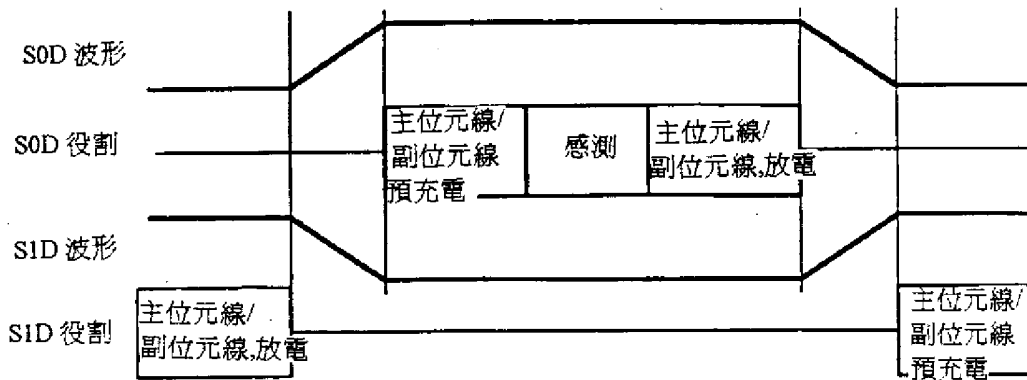 S0D 波形
S0D 役割
主位元線/
副位元線
預充電
感測
主位元線/
副位元線,放電
S1D 波形
S1D 役割
主位元線/
副位元線,放電
主位元線/
副位元線
預充電